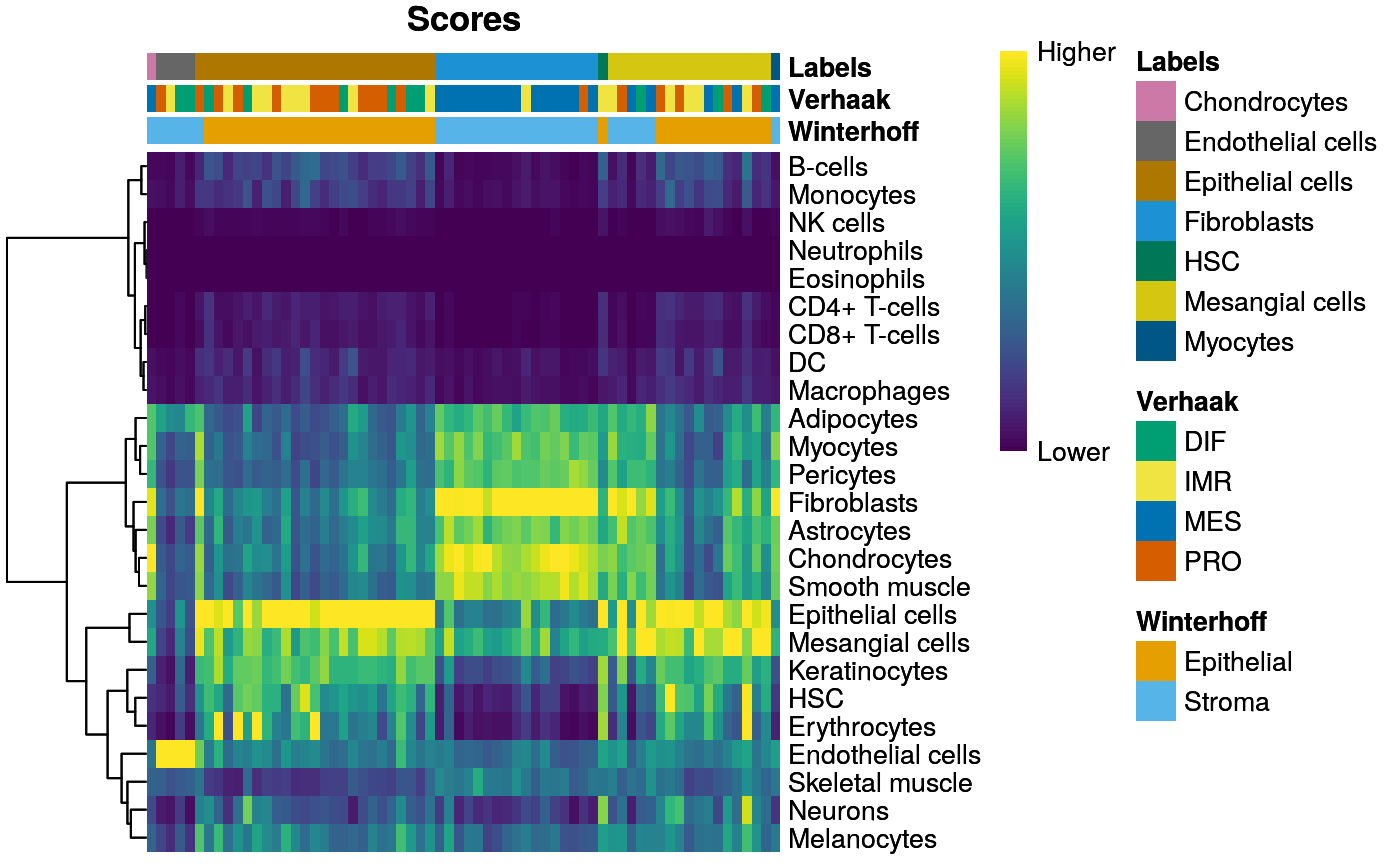 Scores
Labels
Verhaak
Winterhoff
B-cells
Monocytes
NK cells
Neutrophils
Eosinophils
CD4+ T-cells
CD8+ T-cells
DC
Macrophages
Adipocytes
Myocytes
Pericytes
Fibroblasts
Astrocytes
Chondrocytes
Smooth muscle
Epithelial cells
Mesangial cells
Keratinocytes
HSC
Erythrocytes
Endothelial cells
Skeletal muscle
Neurons
Melanocytes
Higher
Lower
Labels
Chondrocytes
Endothelial cells
Epithelial cells
Fibroblasts
HSC
Mesangial cells
Myocytes
Verhaak
DIF
IMR
MES
PRO
Winterhoff
Epithelial
Stroma